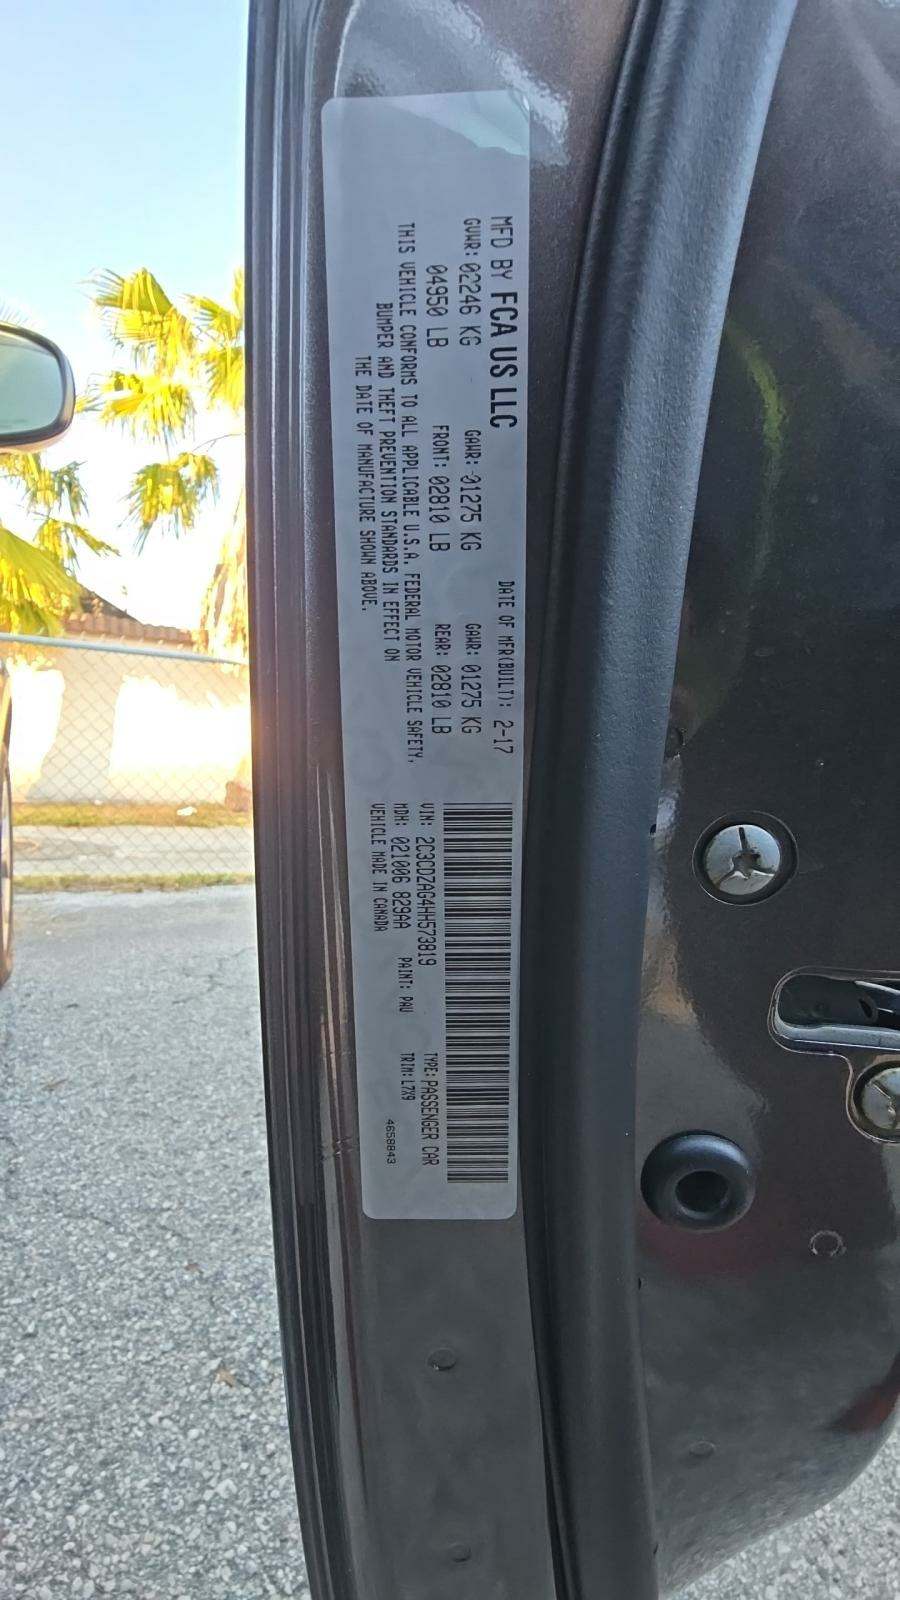 MFD BY FCA US LLC DATE OF MFR(BUILT): 2-17
GVWR: 02246 KG GAWR: 01275 KG GAWR: 01275 KG
04950 LB FRONT: 02810 LB REAR: 02810 LB
THIS VEHICLE CONFORMS TO ALL APPLICABLE U.S.A. FEDERAL MOTOR VEHICLE SAFETY,
BUMPER AND THEFT PREVENTION STANDARDS IN EFFECT ON
THE DATE OF MANUFACTURE SHOWN ABOVE.
VIN: 2C3CDZAG4HH573819 TYPE: PASSENGER CAR
MDH: 021006 829AA PAINT: PAU TRIM: L7X9
VEHICLE MADE IN CANADA 4658843